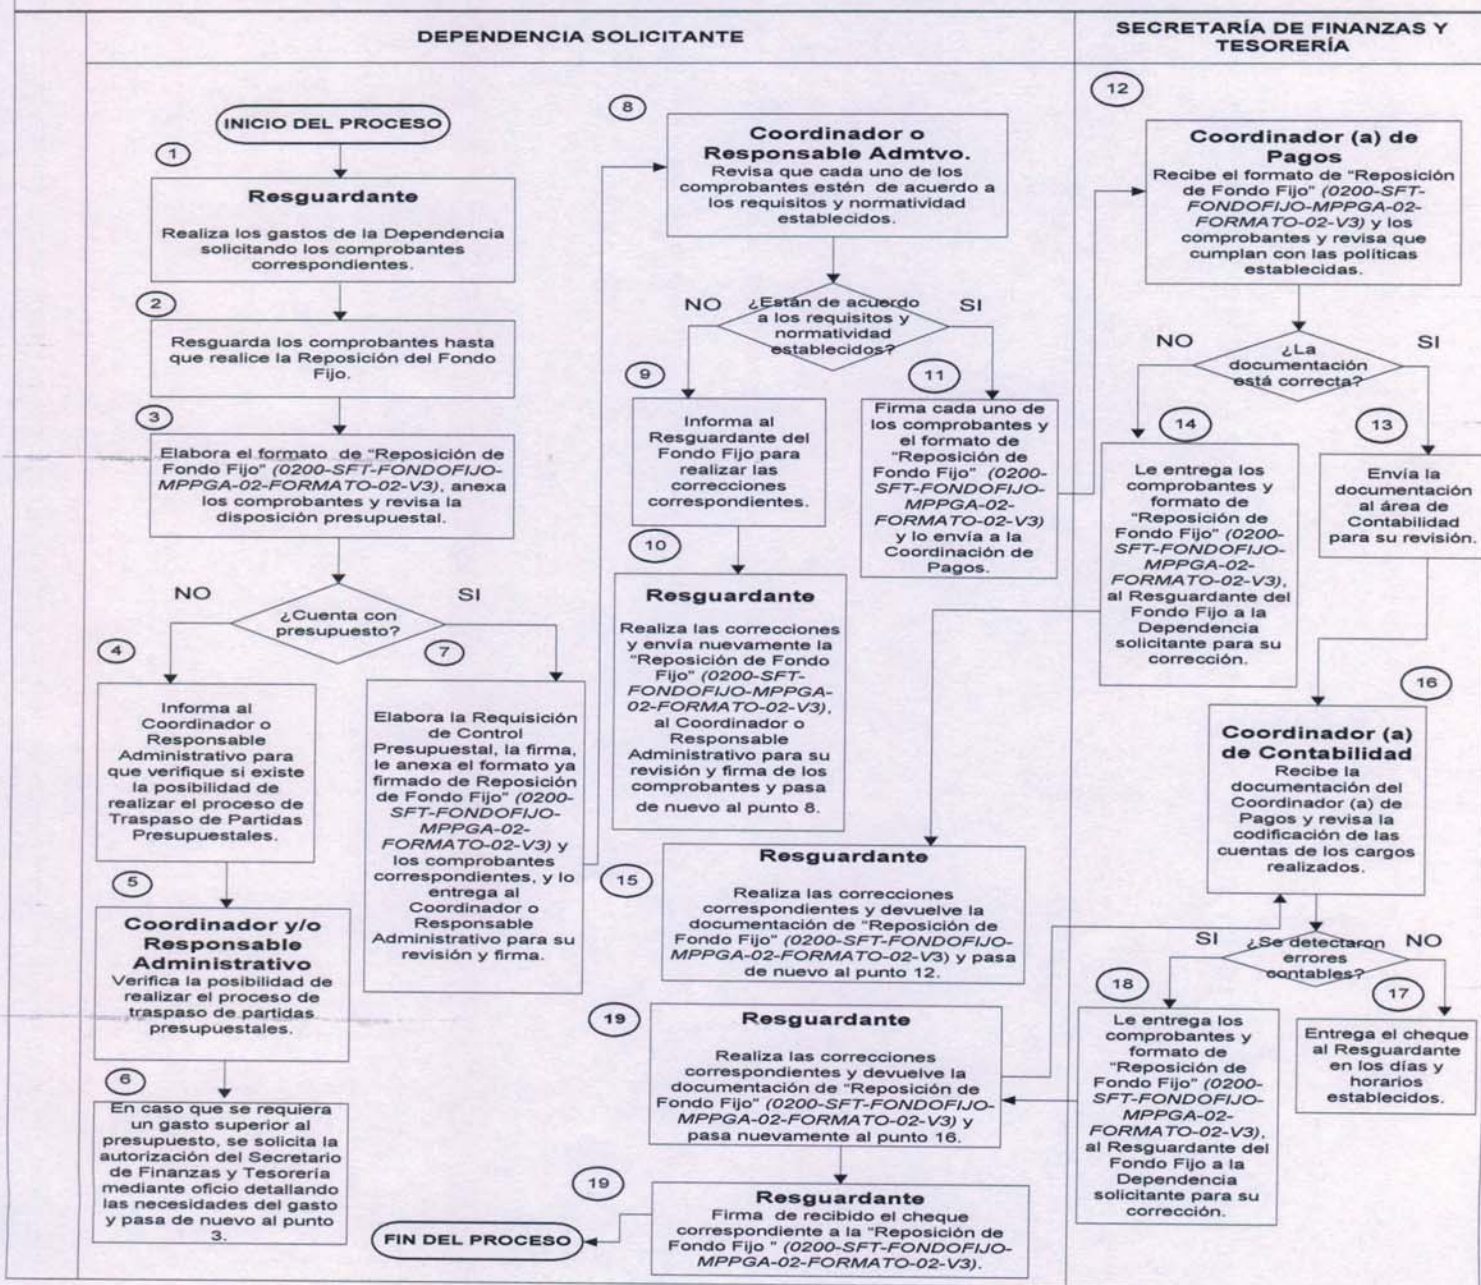 DEPENDENCIA SOLICITANTE
SECRETARÍA DE FINANZAS Y
TESORERÍA
INICIO DEL PROCESO
1
Resguardante
Realiza los gastos de la Dependencia
solicitando los comprobantes
correspondientes.
2
Resguarda los comprobantes hasta
que realice la Reposición del Fondo
Fijo.
3
Elabora el formato de “Reposición de
Fondo Fijo” (0200-SFT-FONDOFIJO-
MPPGA-02-FORMATO-02-V3), anexa
los comprobantes y revisa la
disposición presupuestal.
NO
SI
¿Cuenta con
presupuesto?
4
Informa al
Coordinador o
Responsable
Administrativo para
que verifique si existe
la posibilidad de
realizar el proceso de
Traspaso de Partidas
Presupuestales.
5
Coordinador y/o
Responsable
Administrativo
Verifica la posibilidad de
realizar el proceso de
traspaso de partidas
presupuestales.
6
En caso que se requiera
un gasto superior al
presupuesto, se solicita la
autorización del Secretario
de Finanzas y Tesorería
mediante oficio detallando
las necesidades del gasto
y pasa de nuevo al punto
3.
7
Elabora la Requisición
de Control
Presupuestal, la firma,
le anexa el formato ya
firmado de Reposición
de Fondo Fijo” (0200-
SFT-FONDOFIJO-
MPPGA-02-
FORMATO-02-V3) y
los comprobantes
correspondientes, y lo
entrega al
Coordinador o
Responsable
Administrativo para su
revisión y firma.
8
Coordinador o
Responsable Admtvo.
Revisa que cada uno de los
comprobantes estén de acuerdo a
los requisitos y normatividad
establecidos.
NO
SI
¿Están de acuerdo
a los requisitos y
normatividad
establecidos?
9
Informa al
Resguardante del
Fondo Fijo para
realizar las
correcciones
correspondientes.
10
Resguardante
Realiza las correcciones
y envía nuevamente la
“Reposición de Fondo
Fijo” (0200-SFT-
FONDOFIJO-MPPGA-
02-FORMATO-02-V3),
al Coordinador o
Responsable
Administrativo para su
revisión y firma de los
comprobantes y pasa
de nuevo al punto 8.
11
Firma cada uno de
los comprobantes y
el formato de
“Reposición de
Fondo Fijo” (0200-
SFT-FONDOFIJO-
MPPGA-02-
FORMATO-02-V3)
y lo envía a la
Coordinación de
Pagos.
12
Coordinador (a) de
Pagos
Recibe el formato de “Reposición
de Fondo Fijo” (0200-SFT-
FONDOFIJO-MPPGA-02-
FORMATO-02-V3) y los
comprobantes y revisa que
cumplan con las políticas
establecidas.
NO
SI
¿La
documentación
está correcta?
13
Envía la
documentación
al área de
Contabilidad
para su revisión.
14
Le entrega los
comprobantes y
formato de
“Reposición de
Fondo Fijo” (0200-
SFT-FONDOFIJO-
MPPGA-02-
FORMATO-02-V3),
al Resguardante del
Fondo Fijo a la
Dependencia
solicitante para su
corrección.
15
Resguardante
Realiza las correcciones
correspondientes y devuelve la
documentación de “Reposición de
Fondo Fijo” (0200-SFT-FONDOFIJO-
MPPGA-02-FORMATO-02-V3) y pasa
de nuevo al punto 12.
16
Coordinador (a)
de Contabilidad
Recibe la
documentación del
Coordinador (a) de
Pagos y revisa la
codificación de las
cuentas de los cargos
realizados.
SI
NO
¿Se detectaron
errores
contables?
17
Entrega el cheque
al Resguardante
en los días y
horarios
establecidos.
18
Le entrega los
comprobantes y
formato de
“Reposición de
Fondo Fijo” (0200-
SFT-FONDOFIJO-
MPPGA-02-
FORMATO-02-V3),
al Resguardante del
Fondo Fijo a la
Dependencia
solicitante para su
corrección.
19
Resguardante
Realiza las correcciones
correspondientes y devuelve la
documentación de “Reposición de
Fondo Fijo” (0200-SFT-FONDOFIJO-
MPPGA-02-FORMATO-02-V3) y
pasa nuevamente al punto 16.
19
Resguardante
Firma de recibido el cheque
correspondiente a la “Reposición de
Fondo Fijo ” (0200-SFT-FONDOFIJO-
MPPGA-02-FORMATO-02-V3).
FIN DEL PROCESO